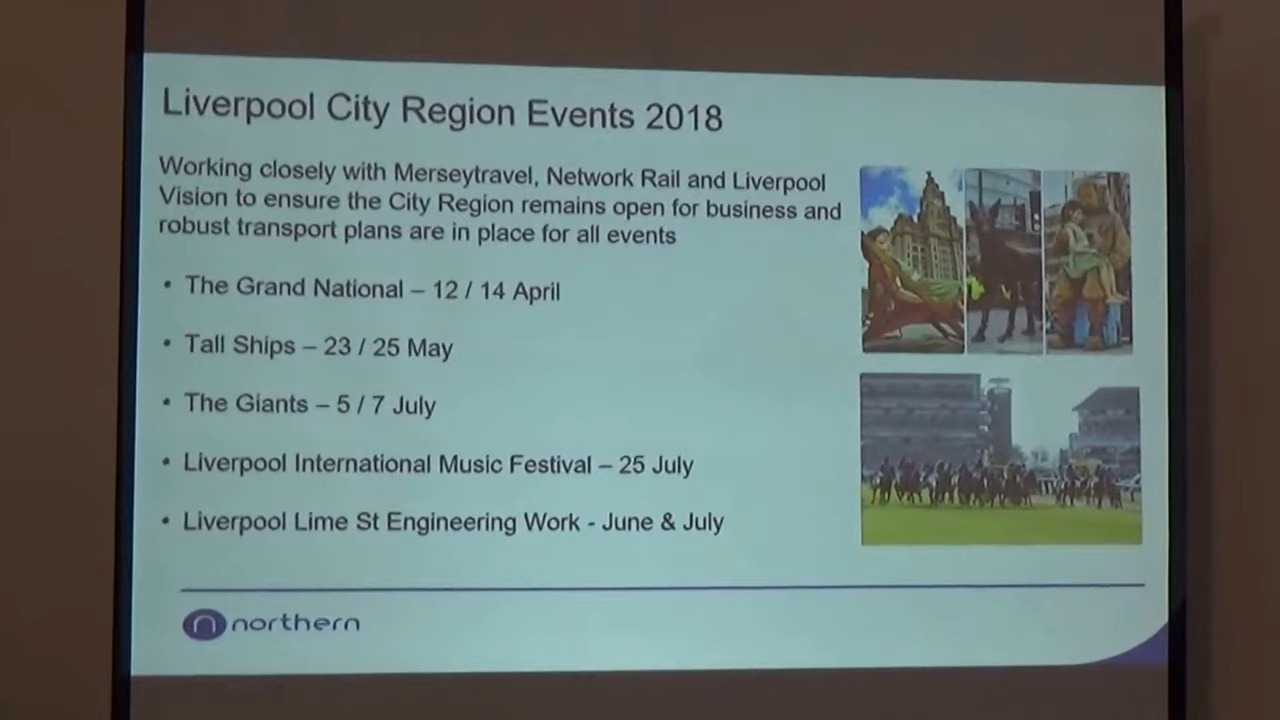 Liverpool City Region Events 2018
Working closely with Merseytravel, Network Rail and Liverpool
Vision to ensure the City Region remains open for business and
robust transport plans are in place for all events
• The Grand National – 12 / 14 April
• Tall Ships – 23 / 25 May
• The Giants – 5 / 7 July
• Liverpool International Music Festival – 25 July
• Liverpool Lime St Engineering Work - June & July
n northern